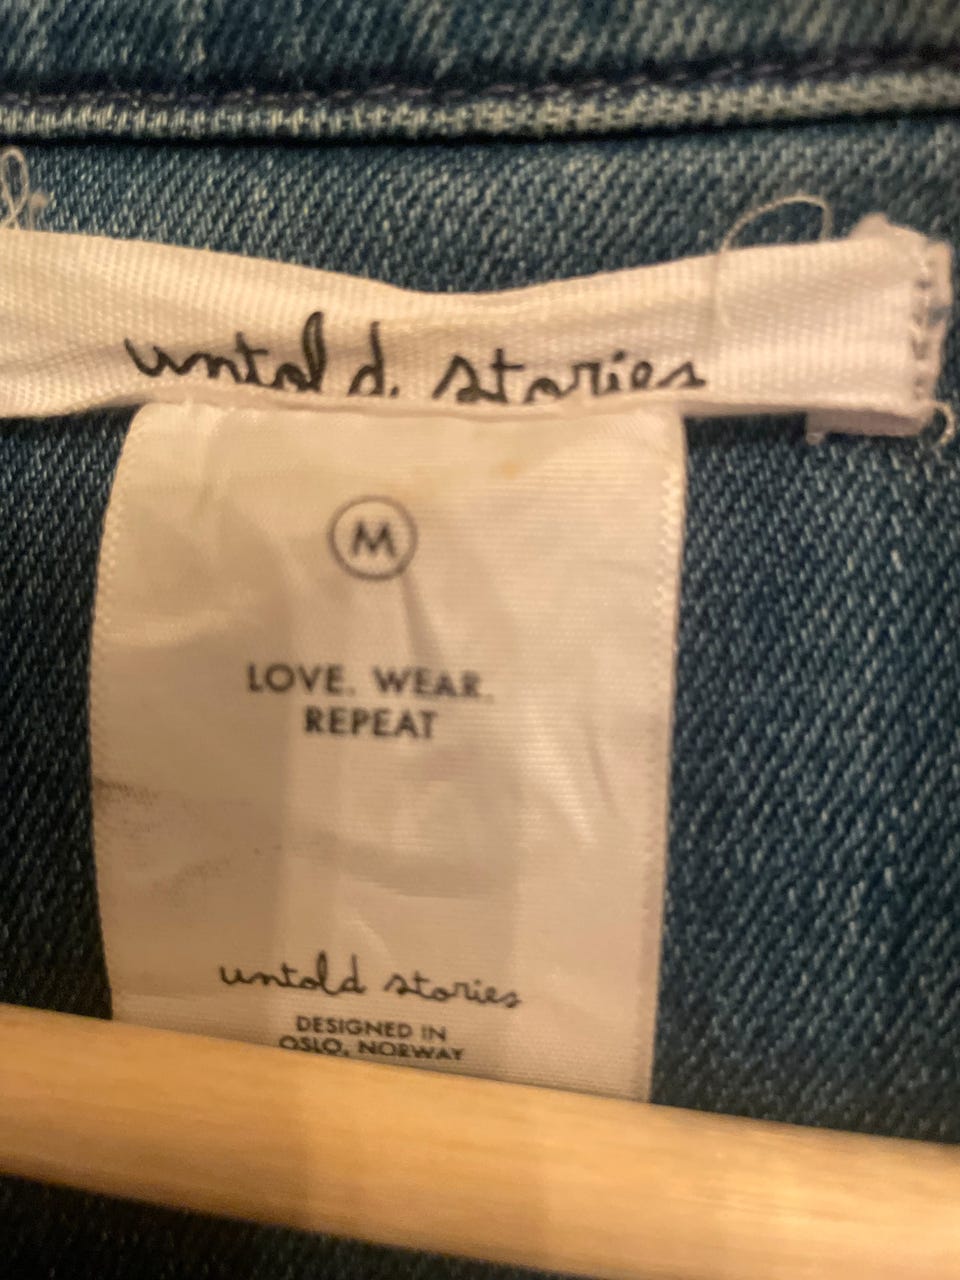 untold. stories
M
LOVE. WEAR.
REPEAT
untold stories
DESIGNED IN
OSLO, NORWAY